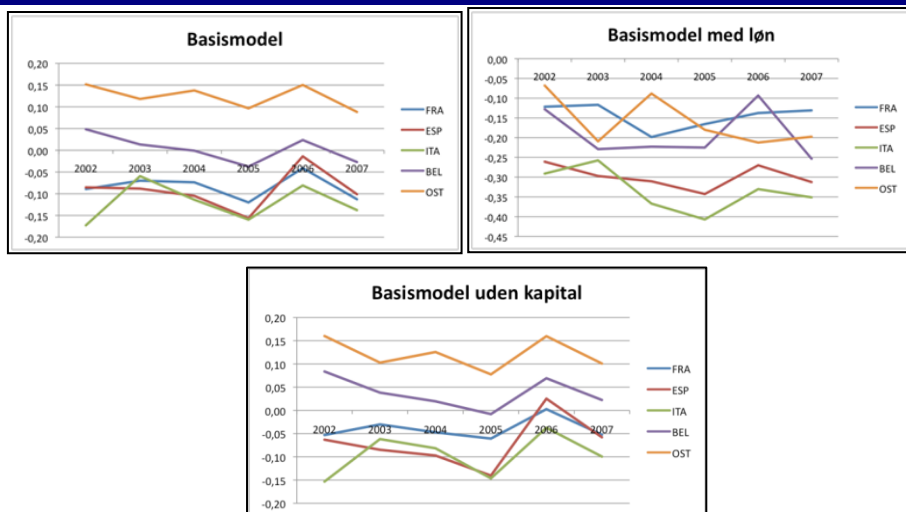 Basismodel
0,20
0,15
0,10
0,05
0,00
-0,05
-0,10
-0,15
-0,20
2002 2003 2004 2005 2006 2007
FRA
ESP
ITA
BEL
OST
Basismodel med løn
0,00
-0,05
-0,10
-0,15
-0,20
-0,25
-0,30
-0,35
-0,40
-0,45
2002 2003 2004 2005 2006 2007
FRA
ESP
ITA
BEL
OST
Basismodel uden kapital
0,20
0,15
0,10
0,05
0,00
-0,05
-0,10
-0,15
-0,20
2002 2003 2004 2005 2006 2007
FRA
ESP
ITA
BEL
OST